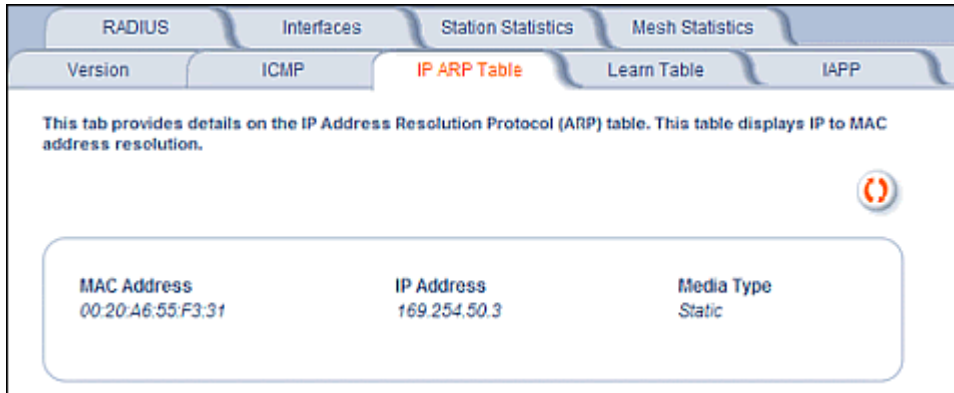 RADIUS Interfaces Station Statistics Mesh Statistics
Version ICMP IP ARP Table Learn Table IAPP
This tab provides details on the IP Address Resolution Protocol (ARP) table. This table displays IP to MAC
address resolution.
MAC Address IP Address Media Type
00:20:A6:55:F3:31 169.254.50.3 Static